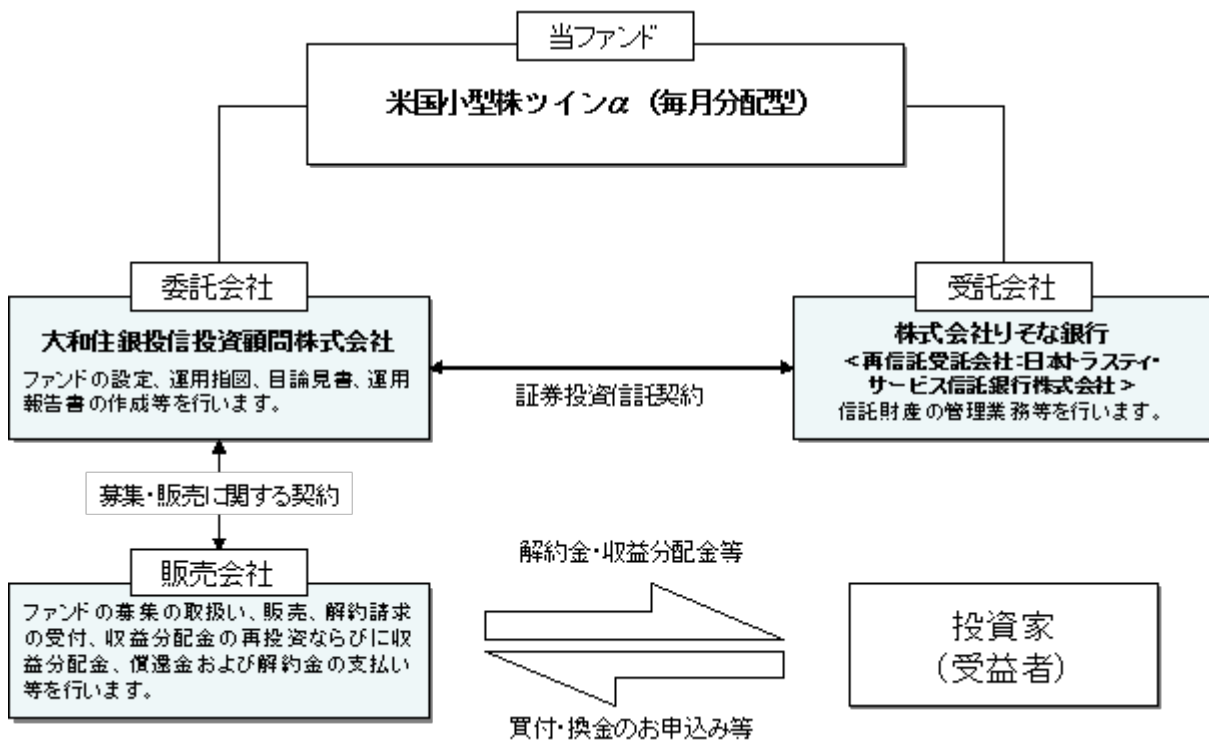 当ファンド
米国小型株ツインα（毎月分配型）
委託会社
大和住銀投信投資顧問株式会社
ファンドの設定、運用指図、目論見書、運用
報告書の作成等を行います。
証券投資信託契約
受託会社
株式会社りそな銀行
＜再信託受託会社：日本トラスティ・
サービス信託銀行株式会社＞
信託財産の管理業務等を行います。
募集・販売に関する契約
販売会社
ファンドの募集の取扱い、販売、解約請求
の受付、収益分配金の再投資ならびに収
益分配金、償還金および解約金の支払い
等を行います。
解約金・収益分配金等
買付・換金のお申込み等
投資家
（受益者）